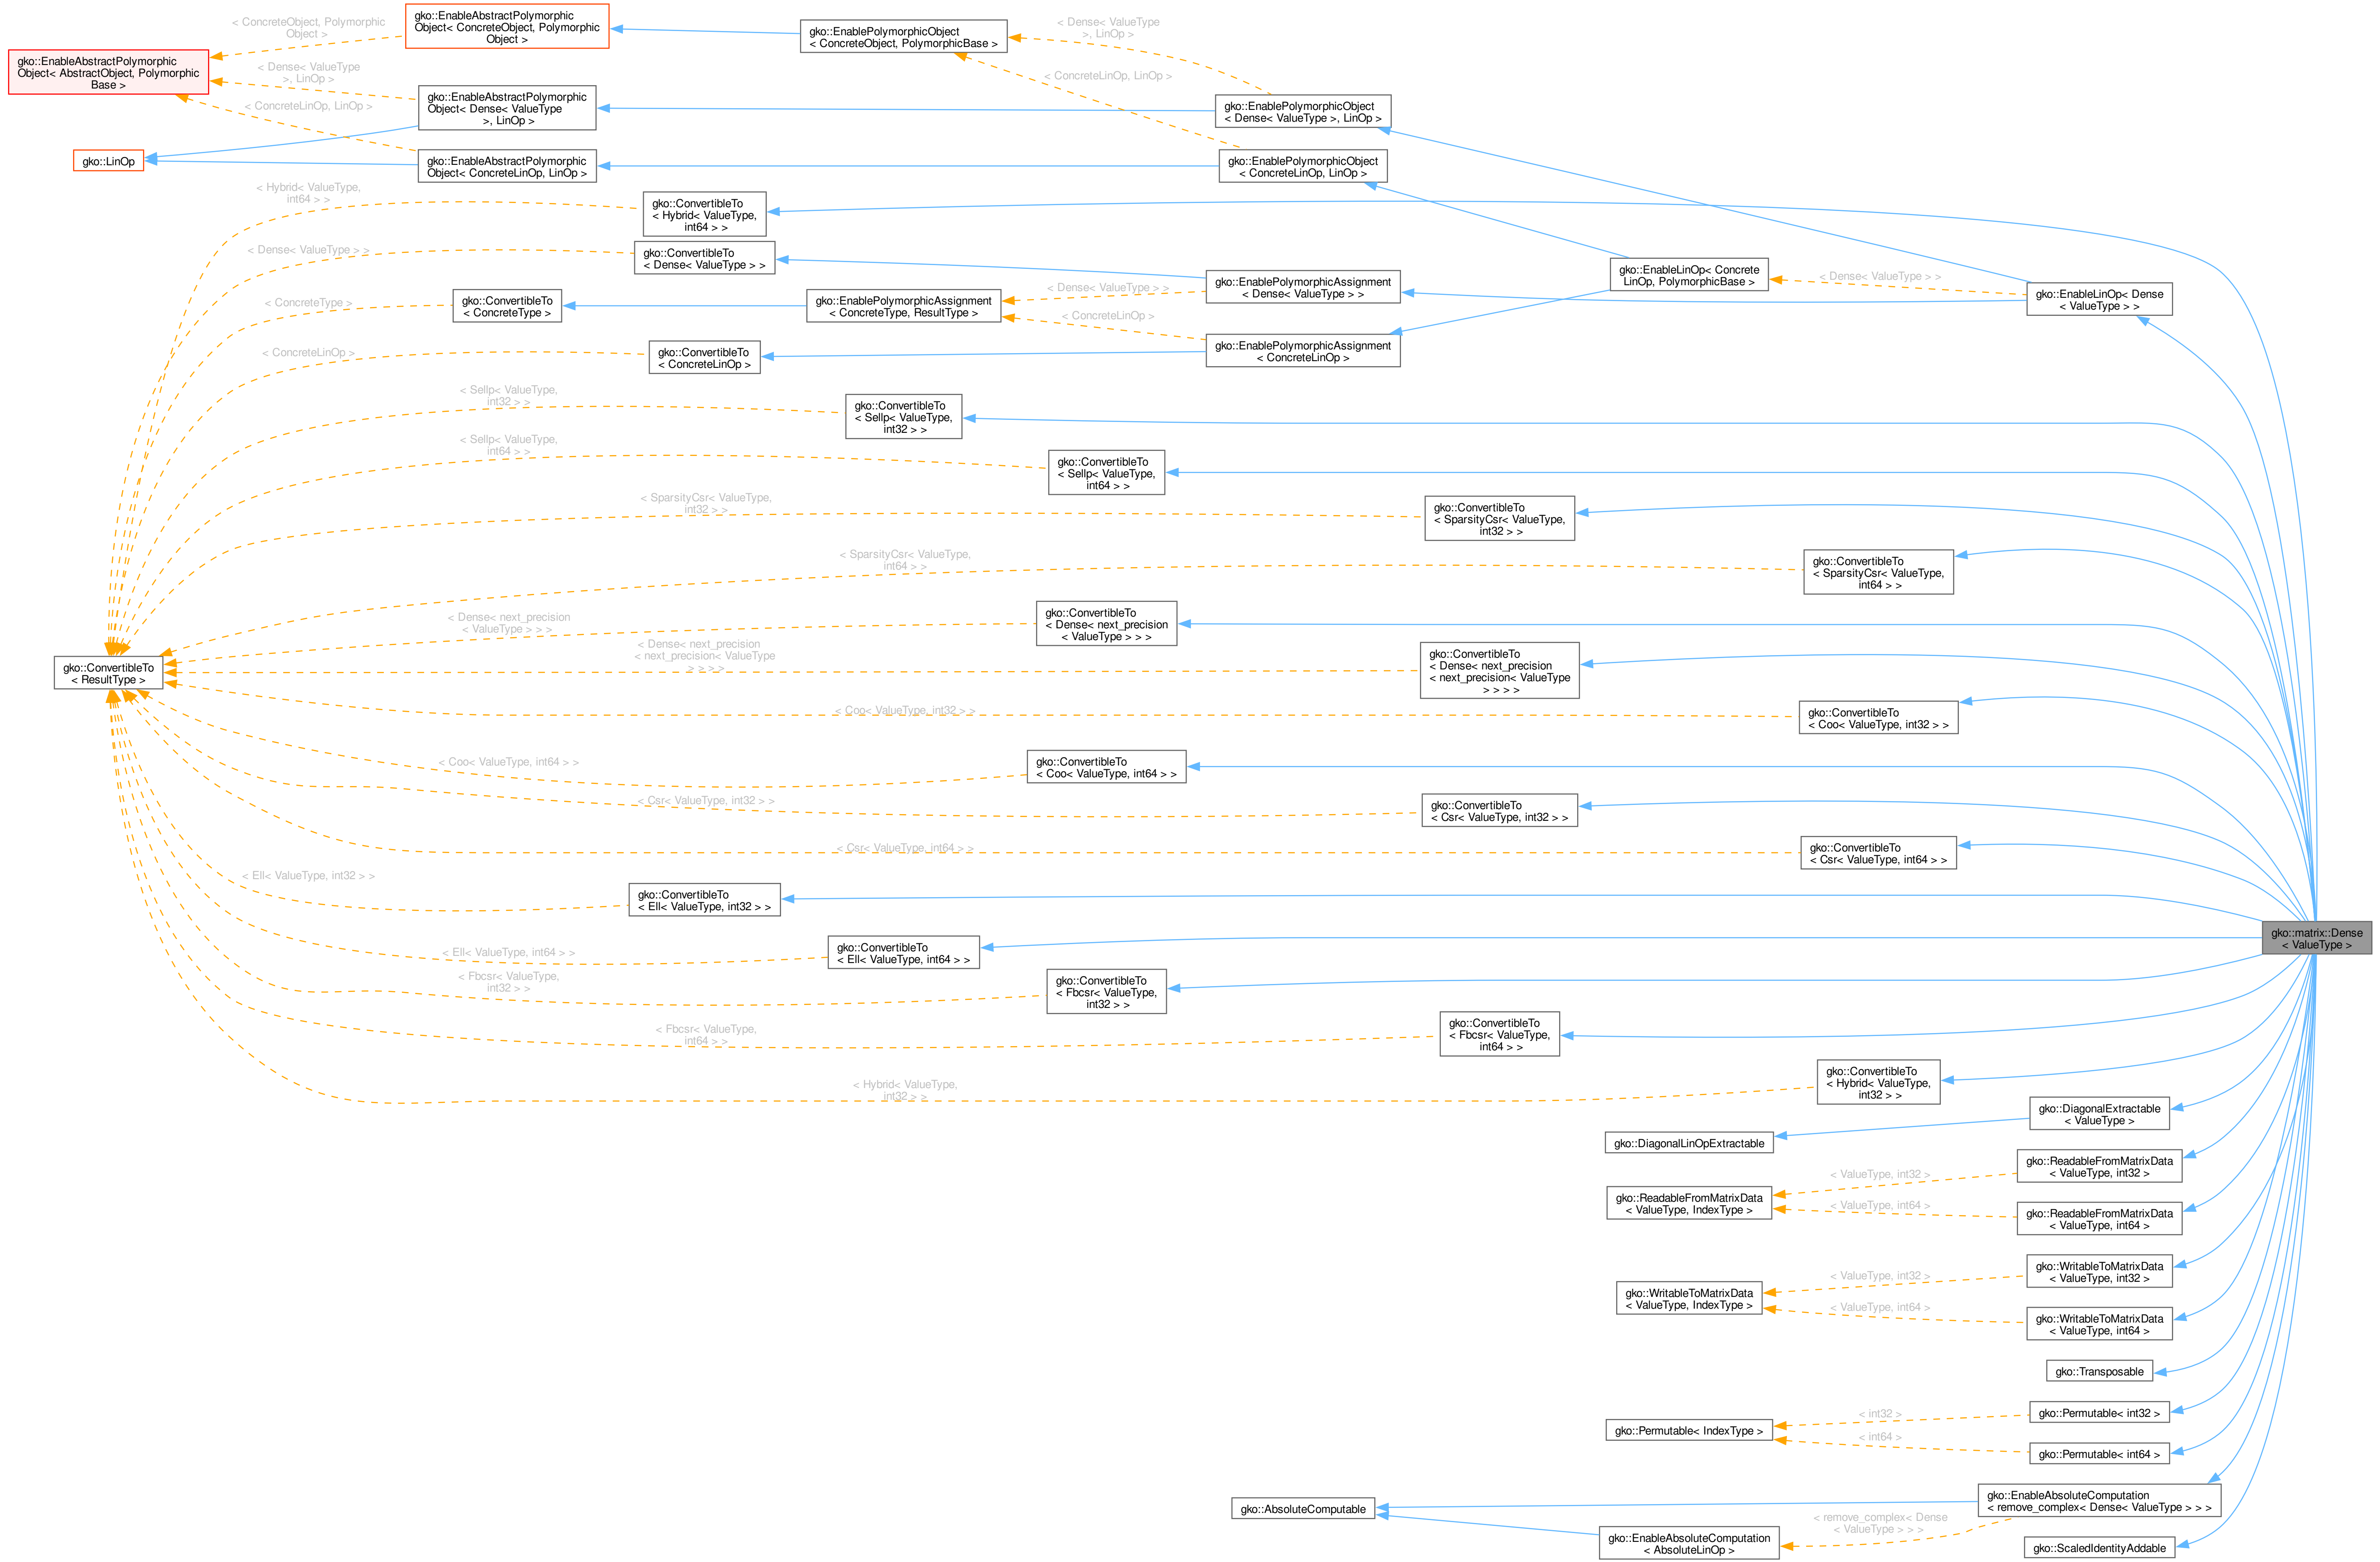 < ConcreteObject, Polymorphic
Object >
gko::EnableAbstractPolymorphic
Object< ConcreteObject, Polymorphic
Object >
gko::EnablePolymorphicObject
< ConcreteObject, PolymorphicBase >
< Dense< ValueType
>, LinOp >
gko::EnableAbstractPolymorphic
Object< AbstractObject, Polymorphic
Base >
< Dense< ValueType
>, LinOp >
< ConcreteLinOp, LinOp >
< ConcreteLinOp, LinOp >
gko::EnableAbstractPolymorphic
Object< Dense< ValueType
>, LinOp >
gko::EnablePolymorphicObject
< Dense< ValueType >, LinOp >
gko::LinOp
gko::EnableAbstractPolymorphic
Object< ConcreteLinOp, LinOp >
gko::EnablePolymorphicObject
< ConcreteLinOp, LinOp >
< Hybrid< ValueType,
int64 > >
gko::ConvertibleTo
< Hybrid< ValueType,
int64 > >
< Dense< ValueType > >
gko::ConvertibleTo
< Dense< ValueType > >
gko::EnablePolymorphicAssignment
< Dense< ValueType > >
gko::EnableLinOp< Concrete
LinOp, PolymorphicBase >
< Dense< ValueType > >
gko::EnableLinOp< Dense
< ValueType > >
< ConcreteType >
gko::ConvertibleTo
< ConcreteType >
gko::EnablePolymorphicAssignment
< ConcreteType, ResultType >
< Dense< ValueType > >
< ConcreteLinOp >
gko::EnablePolymorphicAssignment
< ConcreteLinOp >
< ConcreteLinOp >
gko::ConvertibleTo
< ConcreteLinOp >
< Sellp< ValueType,
int32 > >
gko::ConvertibleTo
< Sellp< ValueType,
int32 > >
< Sellp< ValueType,
int64 > >
gko::ConvertibleTo
< Sellp< ValueType,
int64 > >
< SparsityCsr< ValueType,
int32 > >
gko::ConvertibleTo
< SparsityCsr< ValueType,
int32 > >
< SparsityCsr< ValueType,
int64 > >
gko::ConvertibleTo
< SparsityCsr< ValueType,
int64 > >
< Dense< next_precision
< ValueType > > >
gko::ConvertibleTo
< Dense< next_precision
< ValueType > > >
< Dense< next_precision
< next_precision< ValueType
> > > >
gko::ConvertibleTo
< Dense< next_precision
< next_precision< ValueType
> > > >
gko::ConvertibleTo
< ResultType >
< Coo< ValueType, int32 > >
gko::ConvertibleTo
< Coo< ValueType, int32 > >
< Coo< ValueType, int64 > >
gko::ConvertibleTo
< Coo< ValueType, int64 > >
< Csr< ValueType, int32 > >
gko::ConvertibleTo
< Csr< ValueType, int32 > >
< Csr< ValueType, int64 > >
gko::ConvertibleTo
< Csr< ValueType, int64 > >
< Ell< ValueType, int32 > >
gko::ConvertibleTo
< Ell< ValueType, int32 > >
gko::matrix::Dense
< ValueType >
< Ell< ValueType, int64 > >
gko::ConvertibleTo
< Ell< ValueType, int64 > >
< Fbcsr< ValueType,
int32 > >
gko::ConvertibleTo
< Fbcsr< ValueType,
int32 > >
< Fbcsr< ValueType,
int64 > >
gko::ConvertibleTo
< Fbcsr< ValueType,
int64 > >
< Hybrid< ValueType,
int32 > >
gko::ConvertibleTo
< Hybrid< ValueType,
int32 > >
gko::DiagonalLinOpExtractable
gko::DiagonalExtractable
< ValueType >
gko::ReadableFromMatrixData
< ValueType, IndexType >
< ValueType, int32 >
gko::ReadableFromMatrixData
< ValueType, int32 >
< ValueType, int64 >
gko::ReadableFromMatrixData
< ValueType, int64 >
gko::WritableToMatrixData
< ValueType, IndexType >
< ValueType, int32 >
gko::WritableToMatrixData
< ValueType, int32 >
< ValueType, int64 >
gko::WritableToMatrixData
< ValueType, int64 >
gko::Transposable
gko::Permutable< IndexType >
< int32 >
gko::Permutable< int32 >
< int64 >
gko::Permutable< int64 >
gko::AbsoluteComputable
gko::EnableAbsoluteComputation
< remove_complex< Dense< ValueType > > >
gko::EnableAbsoluteComputation
< AbsoluteLinOp >
< remove_complex< Dense
< ValueType > > >
gko::ScaledIdentityAddable